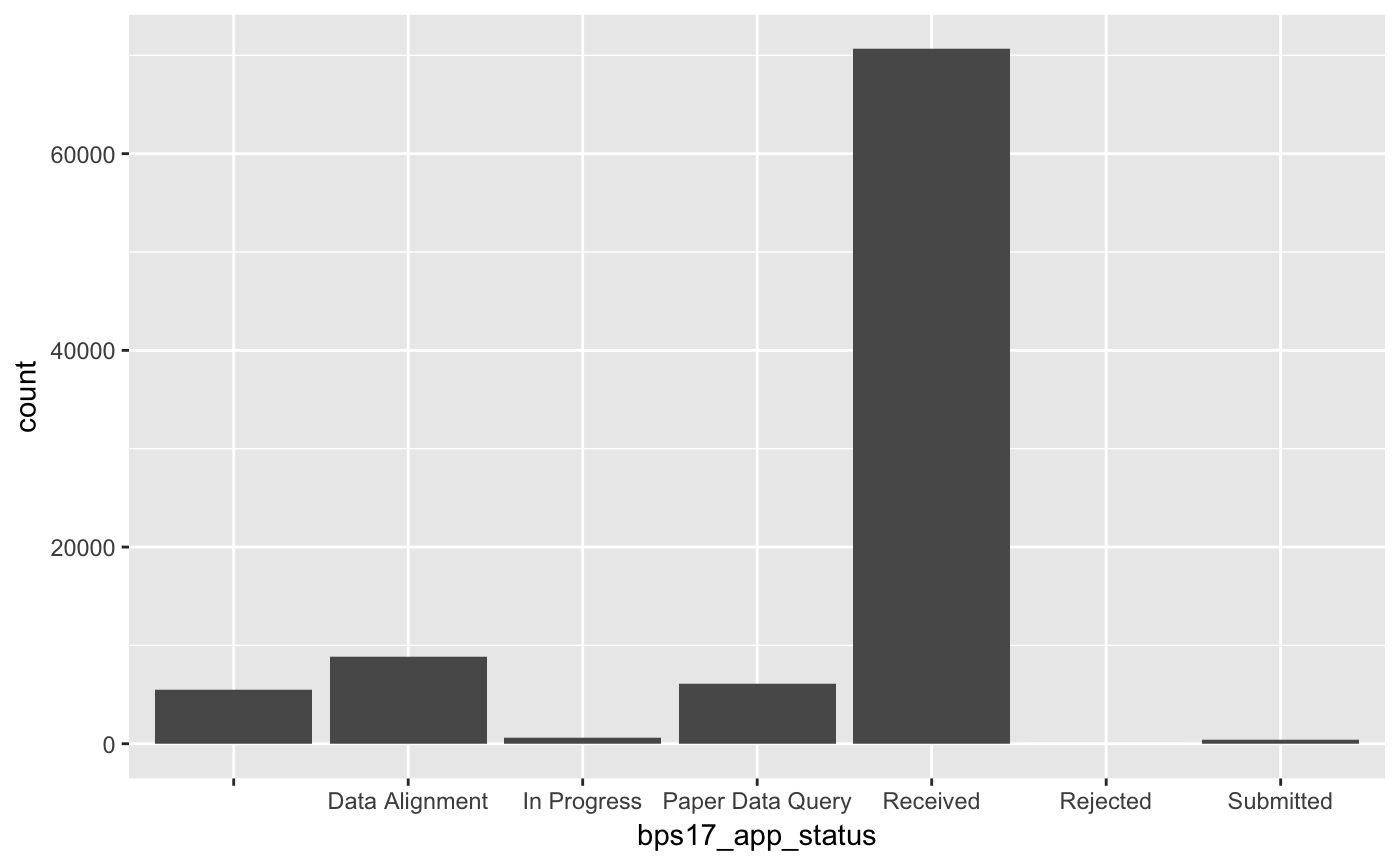 60000
40000
20000
0
count
Data Alignment In Progress Paper Data Query Received Rejected Submitted
bps17_app_status